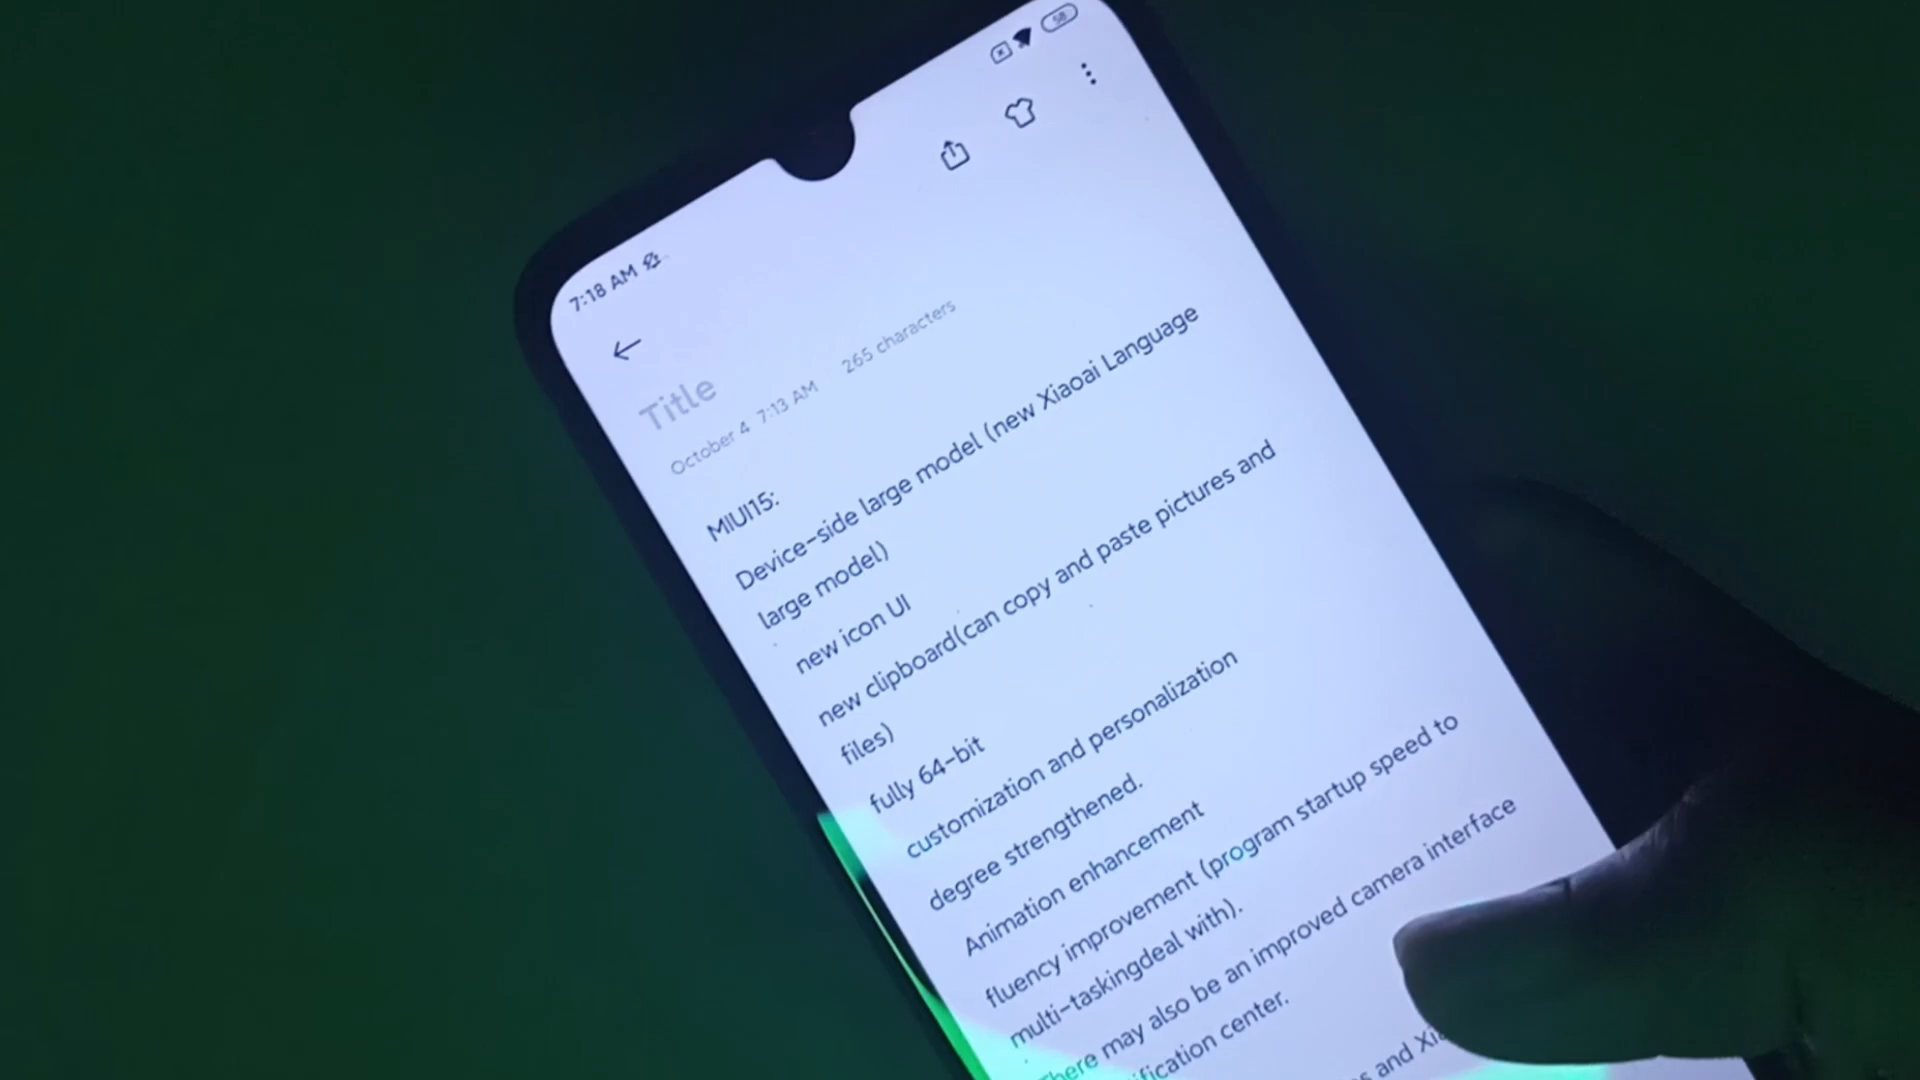 58
7:18 AM
Title
October 4 7:13 AM 265 characters
MIUI15:
Device-side large model (new Xiaoai Language
large model)
new icon UI
new clipboard(can copy and paste pictures and
files)
fully 64-bit
customization and personalization
degree strengthened.
Animation enhancement
fluency improvement (program startup speed to
multi-taskingdeal with).
There may also be an improved camera interface
center.
and